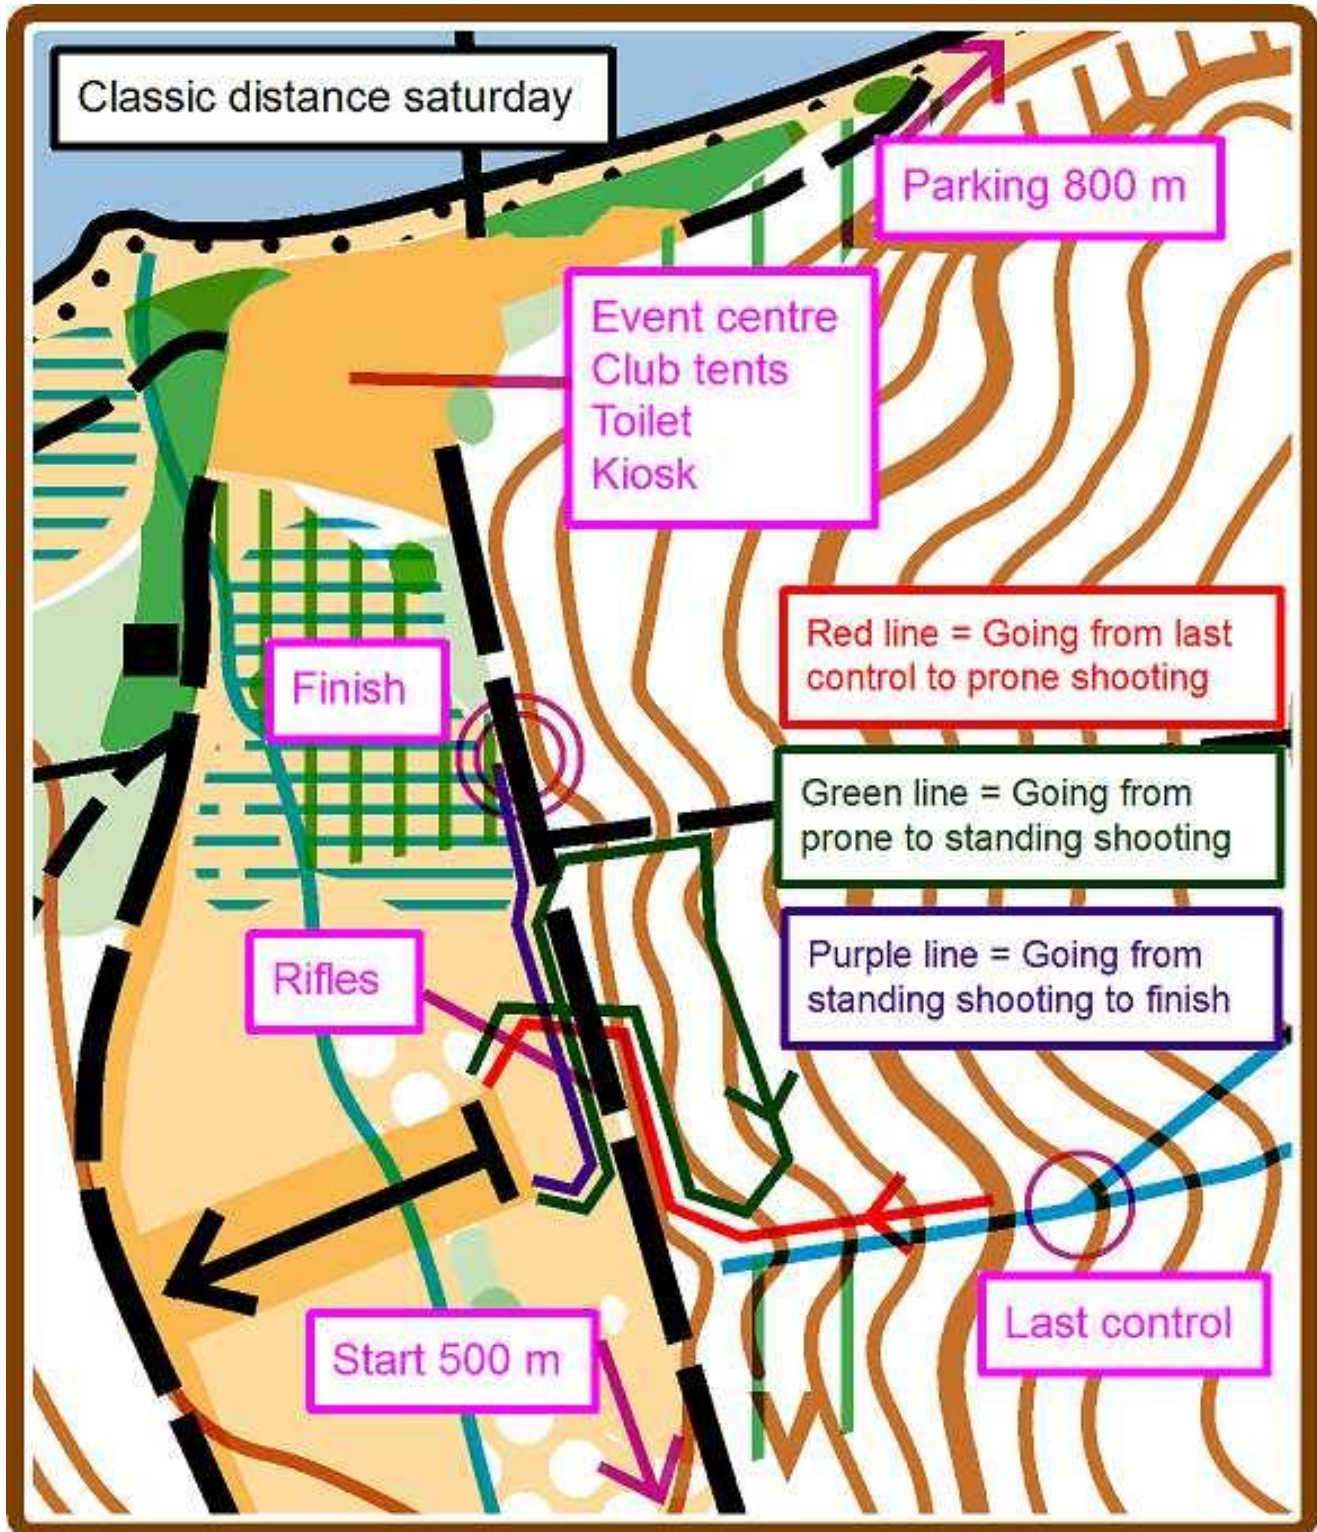 Classic distance saturday
Parking 800 m
Event centre
Club tents
Toilet
Kiosk
Red line = Going from last
control to prone shooting
Finish
Green line = Going from
prone to standing shooting
Purple line = Going from
standing shooting to finish
Rifles
Last control
Start 500 m